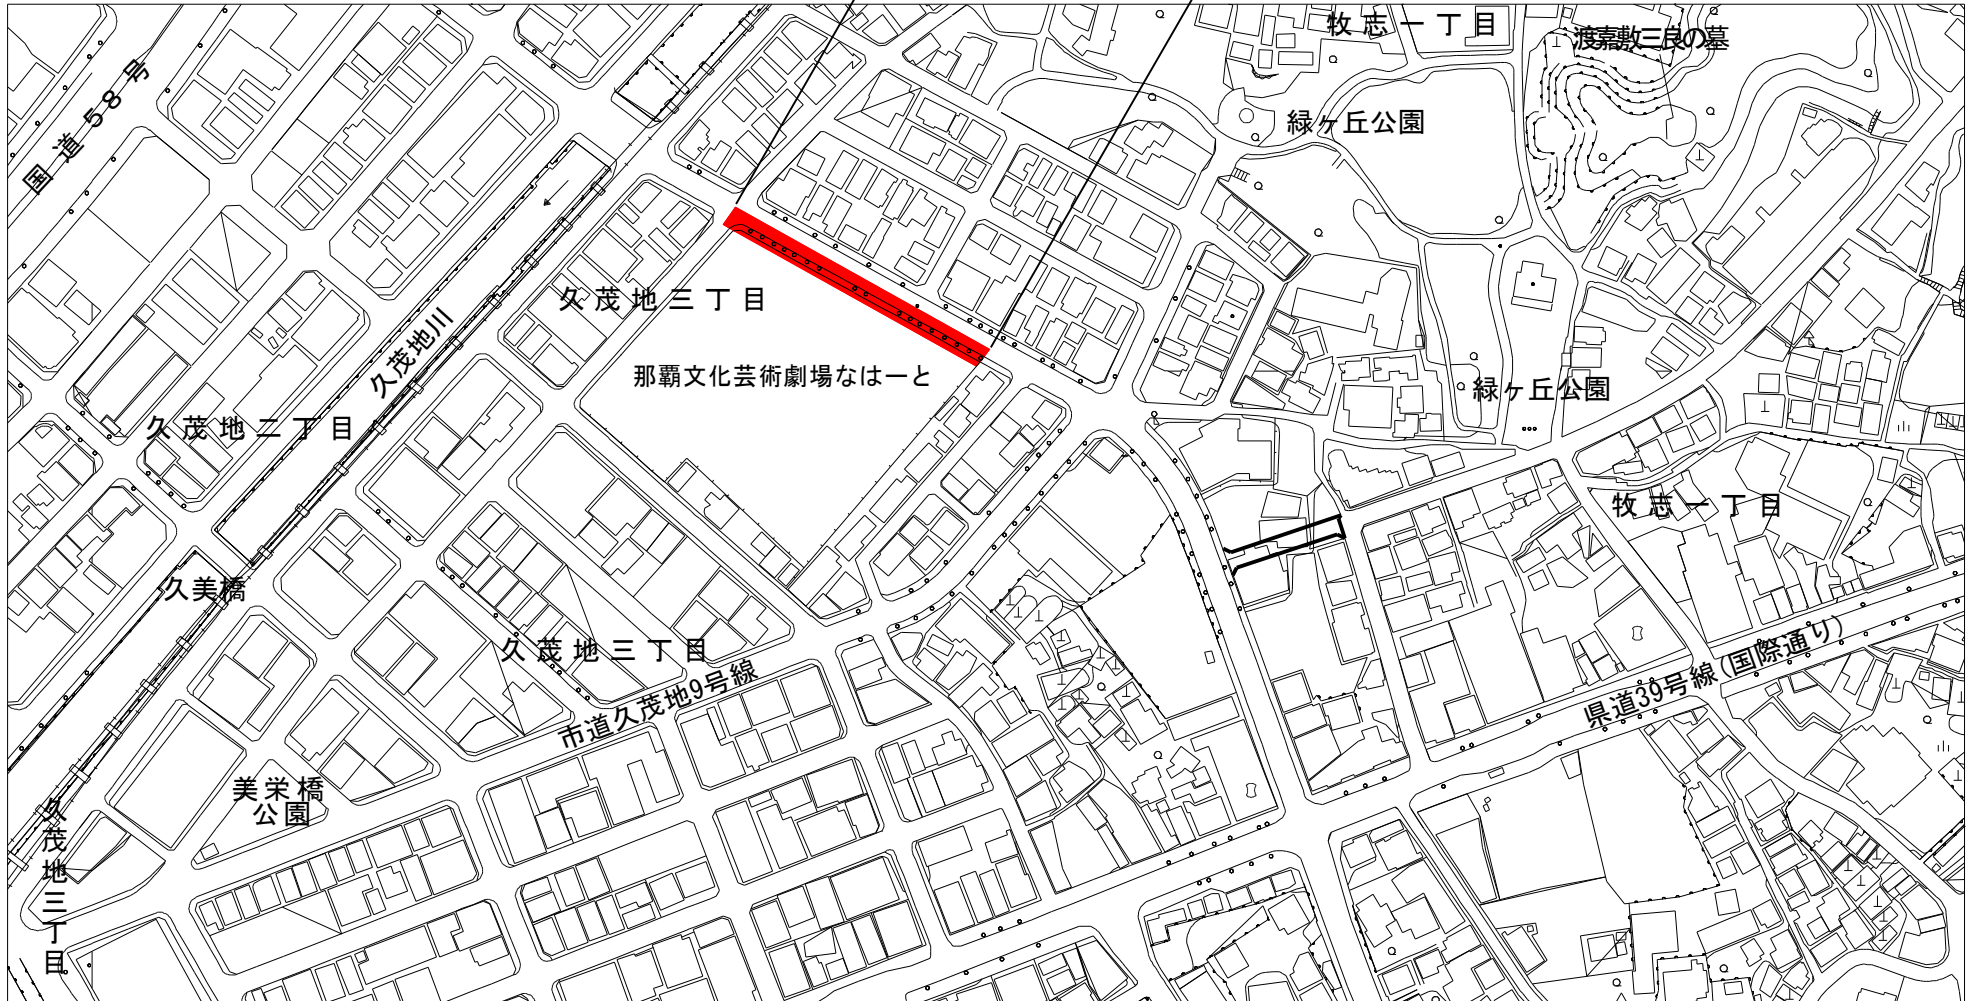 牧志一丁目
渡嘉敷三良の墓
国道58号
緑ヶ丘公園
久茂地三丁目
久茂地川
那覇文化芸術劇場なはーと
緑ヶ丘公園
久茂地二丁目
牧志一丁目
久美橋
久茂地三丁目
市道久茂地9号線
県道39号線(国際通り)
美栄橋
公園
久茂地三丁目